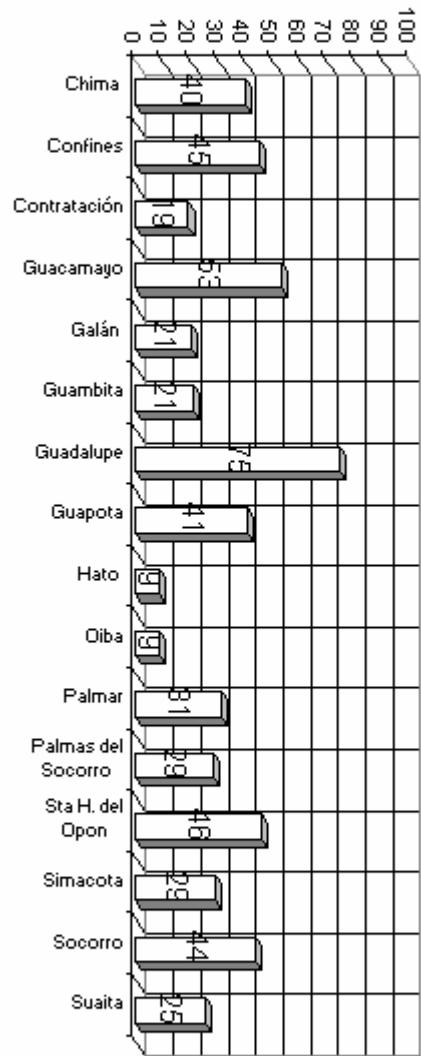 0 10 20 30 40 50 60 70 80 90 100
Chima 40
Confines 45
Contratación 19
Guacamayo 53
Galán 21
Guambita 21
Guadalupe 75
Guapota 41
Hato 9
Oiba 9
Palmar 31
Palmas del
Socorro 29
Sta H. del
Opon 46
Simacota 29
Socorro 44
Suaita 25